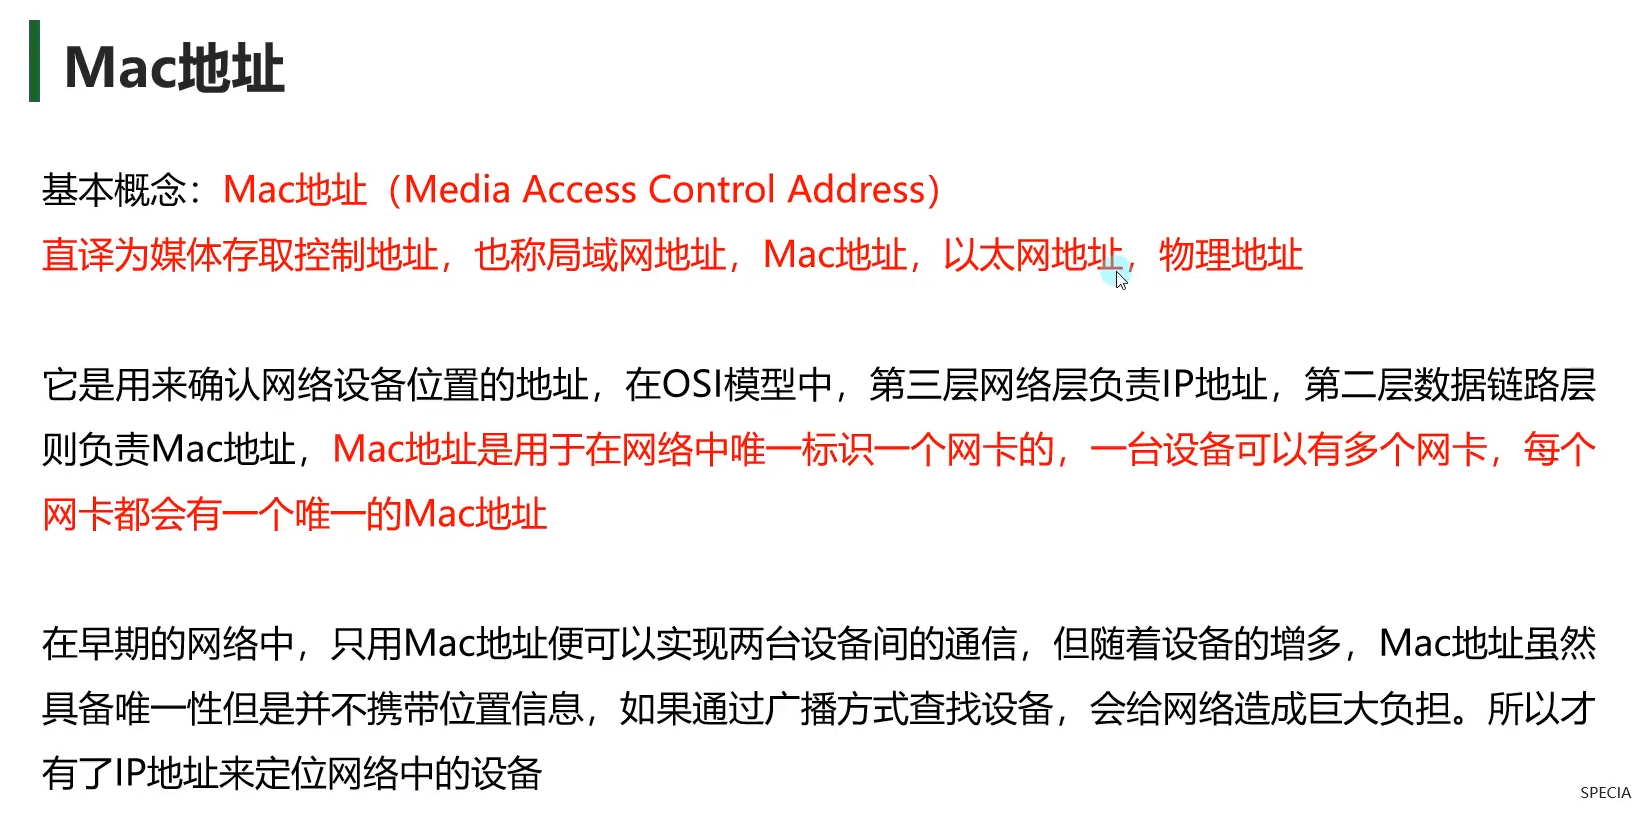 Mac地址
基本概念：Mac地址（Media Access Control Address）
直译为媒体存取控制地址，也称局域网地址，Mac地址，以太网地址，物理地址
它是用来确认网络设备位置的地址，在OSI模型中，第三层网络层负责IP地址，第二层数据链路层
则负责Mac地址，Mac地址是用于在网络中唯一标识一个网卡的，一台设备可以有多个网卡，每个
网卡都会有一个唯一的Mac地址
在早期的网络中，只用Mac地址便可以实现两台设备间的通信，但随着设备的增多，Mac地址虽然
具备唯一性但是并不携带位置信息，如果通过广播方式查找设备，会给网络造成巨大负担。所以才
有了IP地址来定位网络中的设备
SPECIA